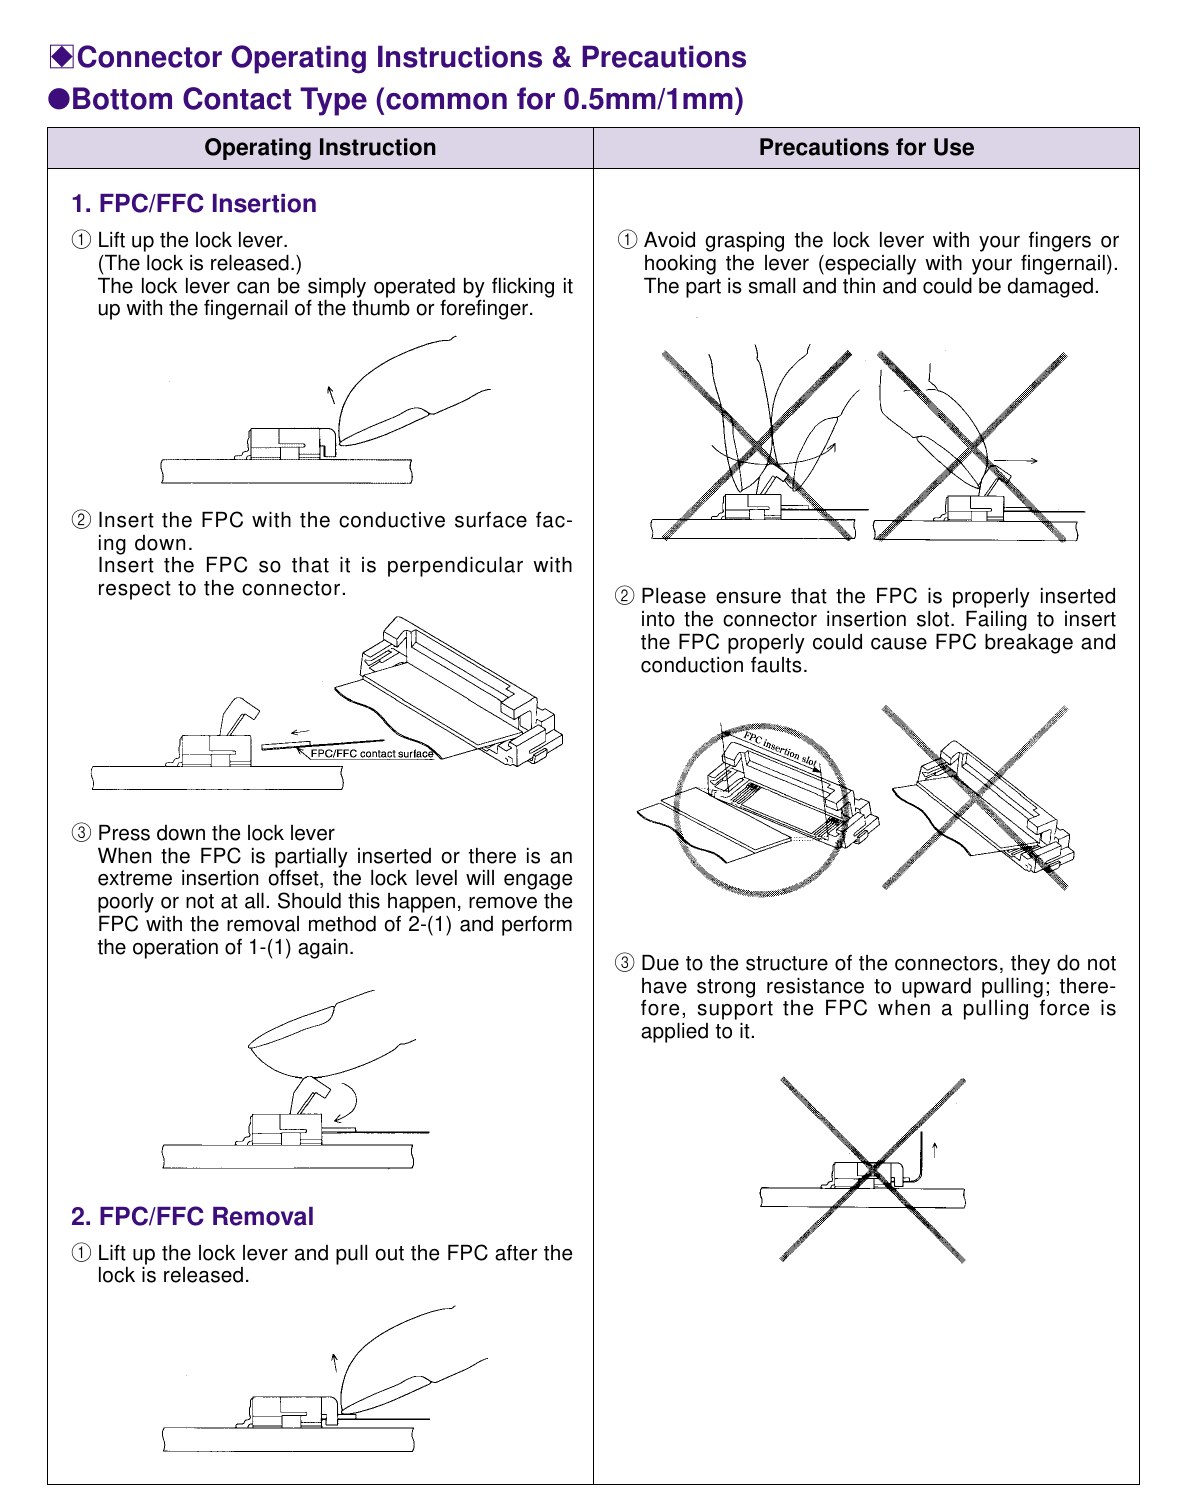 ◆Connector Operating Instructions & Precautions
●Bottom Contact Type (common for 0.5mm/1mm)
Operating Instruction
1. FPC/FFC Insertion
① Lift up the lock lever.
(The lock is released.)
The lock lever can be simply operated by flicking it
up with the fingernail of the thumb or forefinger.
② Insert the FPC with the conductive surface fac-
ing down.
Insert the FPC so that it is perpendicular with
respect to the connector.
FPC/FFC contact surface
③ Press down the lock lever
When the FPC is partially inserted or there is an
extreme insertion offset, the lock level will engage
poorly or not at all. Should this happen, remove the
FPC with the removal method of 2-(1) and perform
the operation of 1-(1) again.
2. FPC/FFC Removal
① Lift up the lock lever and pull out the FPC after the
lock is released.
Precautions for Use
① Avoid grasping the lock lever with your fingers or
hooking the lever (especially with your fingernail).
The part is small and thin and could be damaged.
② Please ensure that the FPC is properly inserted
into the connector insertion slot. Failing to insert
the FPC properly could cause FPC breakage and
conduction faults.
FPC insertion slot
③ Due to the structure of the connectors, they do not
have strong resistance to upward pulling; there-
fore, support the FPC when a pulling force is
applied to it.